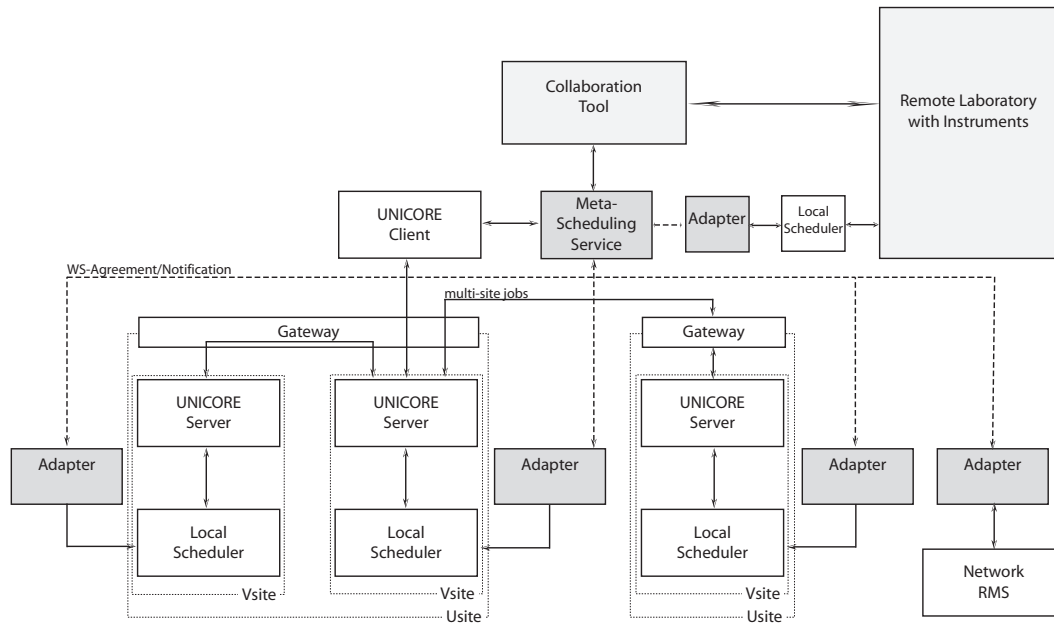 Collaboration
Tool
Remote Laboratory
with Instruments
UNICORE
Client
Meta-
Scheduling
Service
Adapter
Local
Scheduler
WS-Agreement/Notification
multi-site jobs
Gateway
Gateway
UNICORE
Server
UNICORE
Server
UNICORE
Server
Adapter
Adapter
Adapter
Adapter
Local
Scheduler
Local
Scheduler
Local
Scheduler
Network
RMS
Vsite
Vsite
Vsite
Usite
Usite